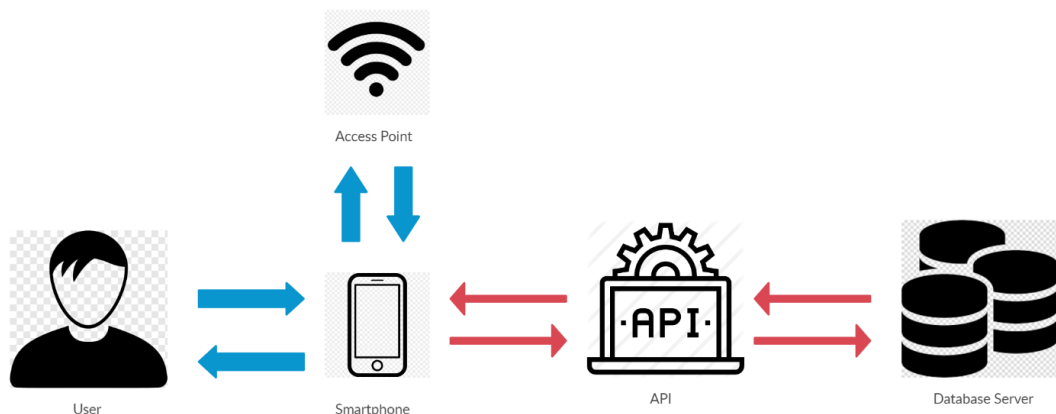 Access Point
·API·
User
Smartphone
API
Database Server